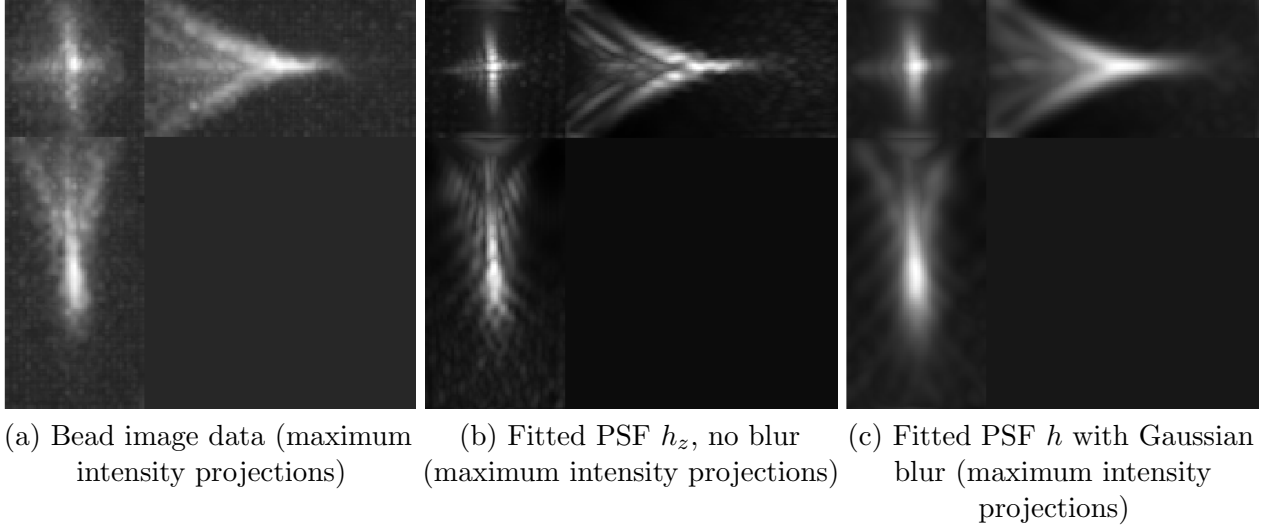 (a) Bead image data (maximum
intensity projections)
(b) Fitted PSF h_z, no blur
(maximum intensity projections)
(c) Fitted PSF h with Gaussian
blur (maximum intensity
projections)